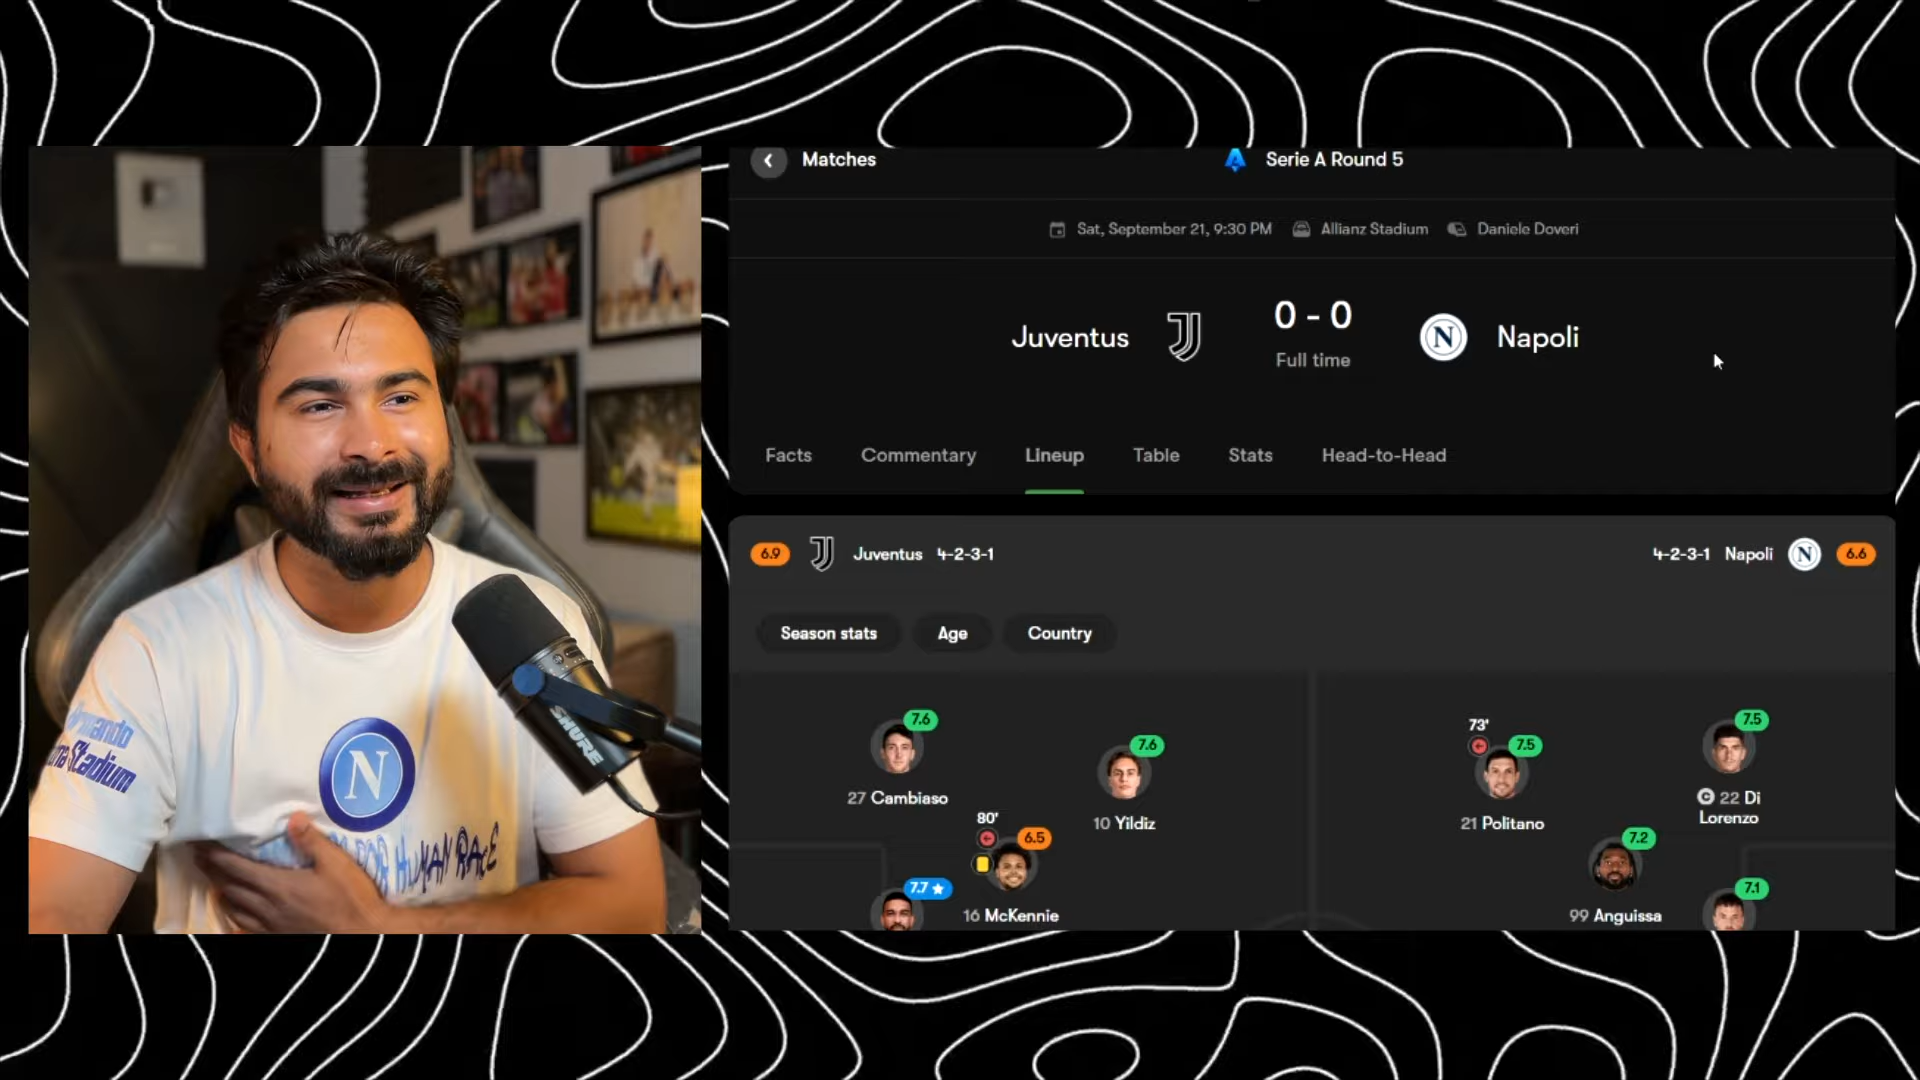 Matches
Serie A Round 5
Sat, September 21, 9:30 PM
Allianz Stadium
Daniele Doveri
Juventus
0 - 0
Full time
N
Napoli
Facts
Commentary
Lineup
Table
Stats
Head-to-Head
6.9
Juventus
4-2-3-1
4-2-3-1
Napoli
N
6.6
Season stats
Age
Country
7.6
27 Cambiaso
7.6
10 Yildiz
73'
7.5
21 Politano
7.5
C 22 Di
Lorenzo
80'
6.5
16 McKennie
7.7
7.2
99 Anguissa
7.1
SHURE
N
Stadium
FOR HUMAN RACE